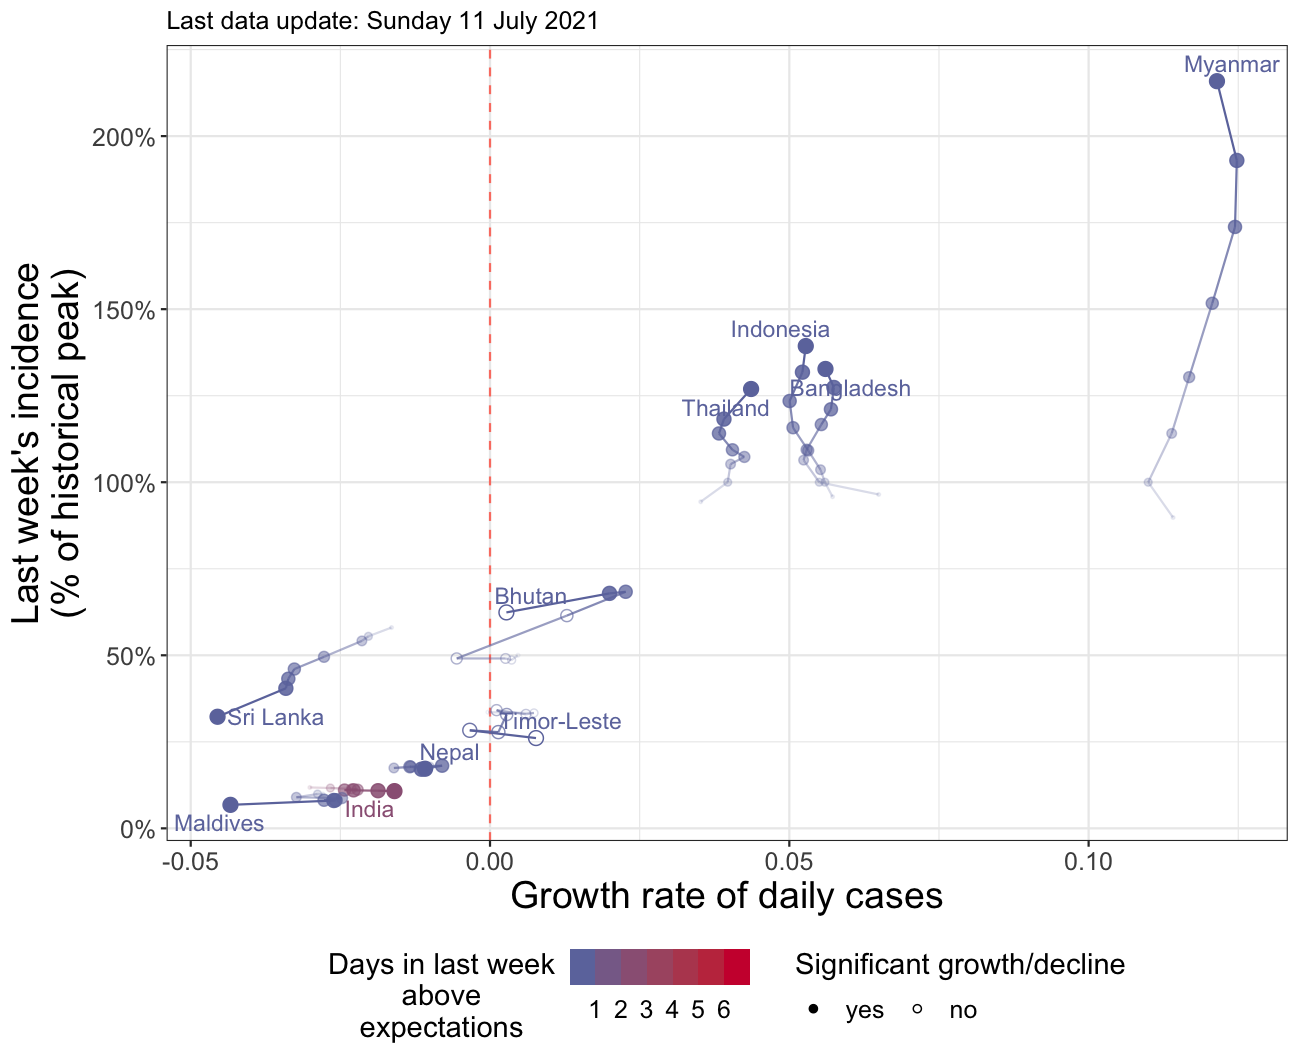 Last data update: Sunday 11 July 2021
Last week's incidence
(% of historical peak)
200%
150%
100%
50%
0%
Myanmar
Indonesia
Bangladesh
Thailand
Bhutan
Sri Lanka
Timor-Leste
Nepal
India
Maldives
-0.05 0.00 0.05 0.10
Growth rate of daily cases
Days in last week
above
expectations
1 2 3 4 5 6
Significant growth/decline
yes no